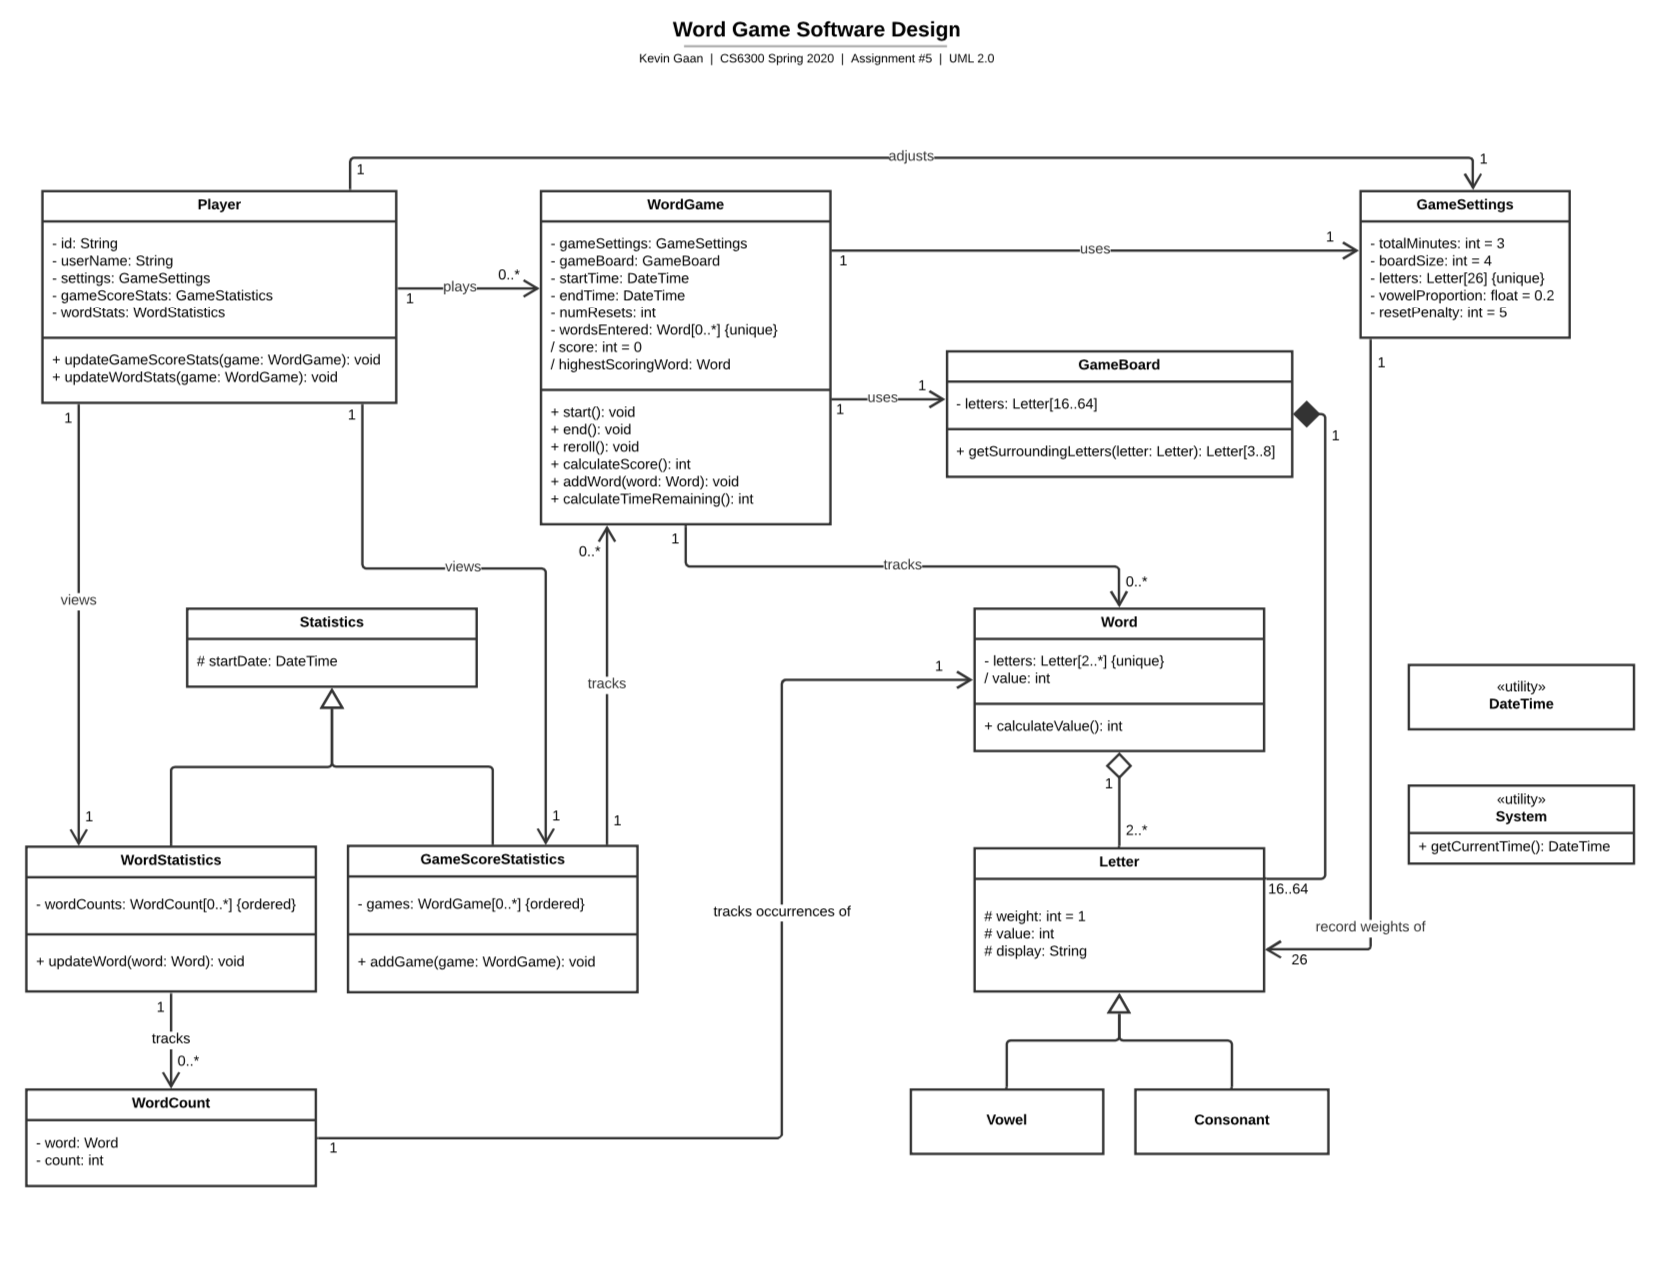 Word Game Software Design
Kevin Gaan | CS6300 Spring 2020 | Assignment #5 | UML 2.0
adjusts
1
1
Player
- id: String
- userName: String
- settings: GameSettings
- gameScoreStats: GameStatistics
- wordStats: WordStatistics
+ updateGameScoreStats(game: WordGame): void
+ updateWordStats(game: WordGame): void
1
plays
0..*
WordGame
- gameSettings: GameSettings
- gameBoard: GameBoard
- startTime: DateTime
- endTime: DateTime
- numResets: int
- wordsEntered: Word[0..*] {unique}
/ score: int = 0
/ highestScoringWord: Word
+ start(): void
+ end(): void
+ reroll(): void
+ calculateScore(): int
+ addWord(word: Word): void
+ calculateTimeRemaining(): int
1
uses
1
GameSettings
- totalMinutes: int = 3
- boardSize: int = 4
- letters: Letter[26] {unique}
- vowelProportion: float = 0.2
- resetPenalty: int = 5
1
uses
1
GameBoard
- letters: Letter[16..64]
+ getSurroundingLetters(letter: Letter): Letter[3..8]
1
1
1
1
views
views
0..*
1
tracks
0..*
Statistics
# startDate: DateTime
tracks
Word
- letters: Letter[2..*] {unique}
/ value: int
+ calculateValue(): int
1
«utility»
DateTime
«utility»
System
+ getCurrentTime(): DateTime
1
2..*
1
1
1
WordStatistics
- wordCounts: WordCount[0..*] {ordered}
+ updateWord(word: Word): void
GameScoreStatistics
- games: WordGame[0..*] {ordered}
+ addGame(game: WordGame): void
tracks occurrences of
Letter
# weight: int = 1
# value: int
# display: String
16..64
record weights of
26
1
tracks
0..*
WordCount
- word: Word
- count: int
1
Vowel
Consonant